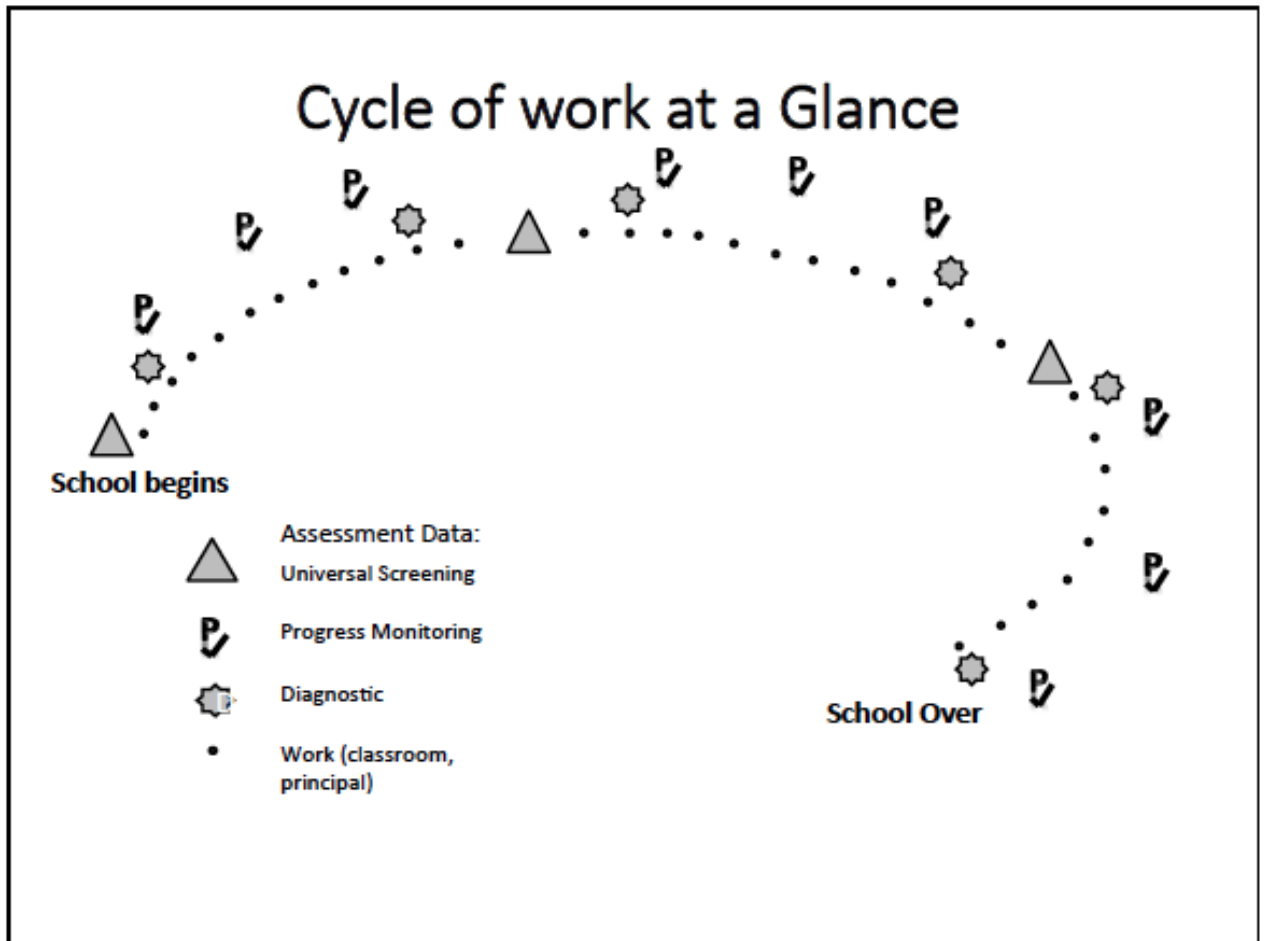 Cycle of work at a Glance
P
P
P
P
P
P
P
P
P
School begins
Assessment Data:
Universal Screening
P
Progress Monitoring
Diagnostic
Work (classroom,
principal)
School Over